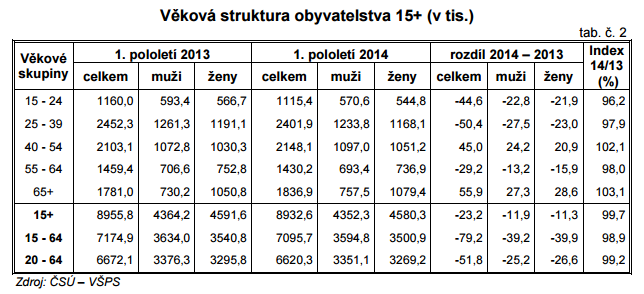 Věková struktura obyvatelstva 15+ (v tis.)
tab. č. 2
Věkové skupiny 1. pololetí 2013 1. pololetí 2014 rozdíl 2014 – 2013 Index 14/13 (%)
celkem muži ženy celkem muži ženy celkem muži ženy
15 - 24 1160,0 593,4 566,7 1115,4 570,6 544,8 -44,6 -22,8 -21,9 96,2
25 - 39 2452,3 1261,3 1191,1 2401,9 1233,8 1168,1 -50,4 -27,5 -23,0 97,9
40 - 54 2103,1 1072,8 1030,3 2148,1 1097,0 1051,2 45,0 24,2 20,9 102,1
55 - 64 1459,4 706,6 752,8 1430,2 693,4 736,9 -29,2 -13,2 -15,9 98,0
65+ 1781,0 730,2 1050,8 1836,9 757,5 1079,4 55,9 27,3 28,6 103,1
15+ 8955,8 4364,2 4591,6 8932,6 4352,3 4580,3 -23,2 -11,9 -11,3 99,7
15 - 64 7174,9 3634,0 3540,8 7095,7 3594,8 3500,9 -79,2 -39,2 -39,9 98,9
20 - 64 6672,1 3376,3 3295,8 6620,3 3351,1 3269,2 -51,8 -25,2 -26,6 99,2
Zdroj: ČSÚ – VŠPS